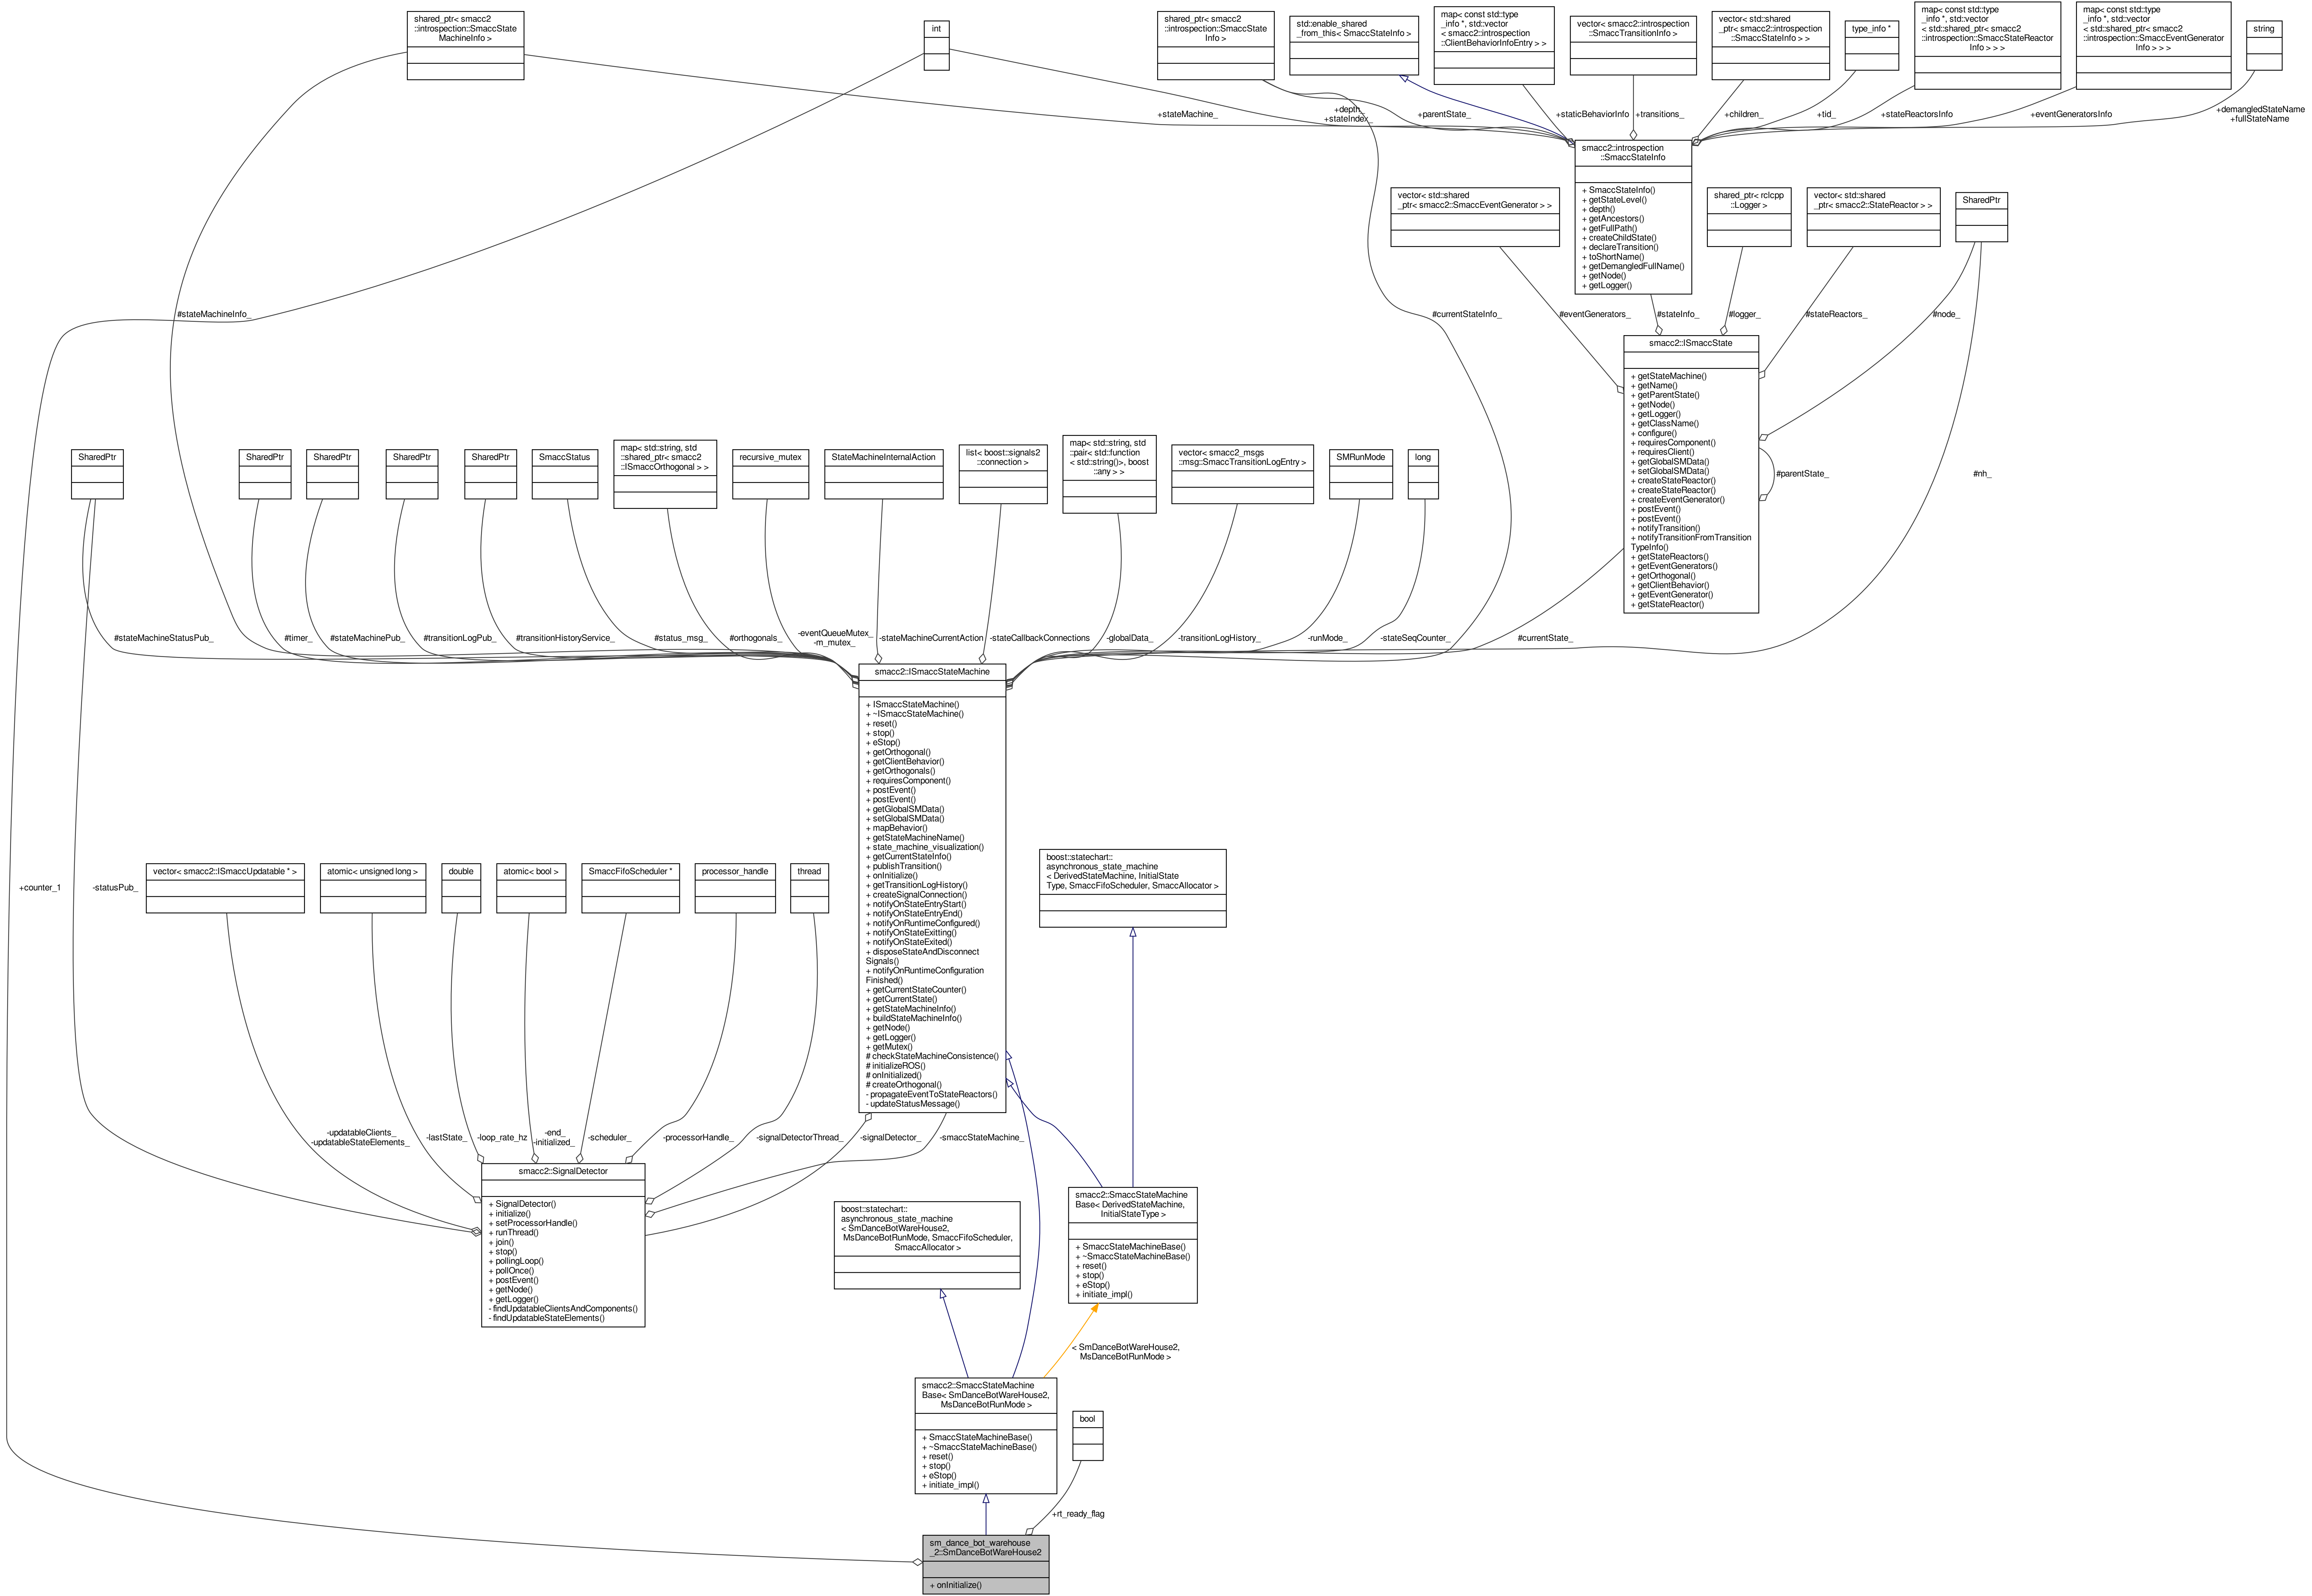 shared_ptr< smacc2
::introspection::SmaccState
MachineInfo >
int
shared_ptr< smacc2
::introspection::SmaccState
Info >
std::enable_shared
_from_this< SmaccStateInfo >
map< const std::type
_info *, std::vector
< smacc2::introspection
::ClientBehaviorInfoEntry > >
vector< smacc2::introspection
::SmaccTransitionInfo >
vector< std::shared
_ptr< smacc2::introspection
::SmaccStateInfo > >
type_info *
map< const std::type
_info *, std::vector
< std::shared_ptr< smacc2
::introspection::SmaccStateReactor
Info > > >
map< const std::type
_info *, std::vector
< std::shared_ptr< smacc2
::introspection::SmaccEventGenerator
Info > > >
string
+stateMachine_
+depth_
+stateIndex_
+parentState_
+staticBehaviorInfo
+transitions_
+children_
+tid_
+stateReactorsInfo
+eventGeneratorsInfo
+demangledStateName
+fullStateName
smacc2::introspection
::SmaccStateInfo
+ SmaccStateInfo()
+ getStateLevel()
+ depth()
+ getAncestors()
+ getFullPath()
+ createChildState()
+ declareTransition()
+ toShortName()
+ getDemangledFullName()
+ getNode()
+ getLogger()
vector< std::shared
_ptr< smacc2::SmaccEventGenerator > >
shared_ptr< rclcpp
::Logger >
vector< std::shared
_ptr< smacc2::StateReactor > >
SharedPtr
#stateMachineInfo_
#currentStateInfo_
#eventGenerators_
#stateInfo_
#logger_
#stateReactors_
#node_
smacc2::ISmaccState
+ getStateMachine()
+ getName()
+ getParentState()
+ getNode()
+ getLogger()
+ getClassName()
+ configure()
+ requiresComponent()
+ requiresClient()
+ getGlobalSMData()
+ setGlobalSMData()
+ createStateReactor()
+ createStateReactor()
+ createEventGenerator()
+ postEvent()
+ postEvent()
+ notifyTransition()
+ notifyTransitionFromTransition
TypeInfo()
+ getStateReactors()
+ getEventGenerators()
+ getOrthogonal()
+ getClientBehavior()
+ getEventGenerator()
+ getStateReactor()
#parentState_
#nh_
SharedPtr
SharedPtr
SharedPtr
SharedPtr
SharedPtr
SmaccStatus
map< std::string, std
::shared_ptr< smacc2
::ISmaccOrthogonal > >
recursive_mutex
StateMachineInternalAction
list< boost::signals2
::connection >
map< std::string, std
::pair< std::function
< std::string()>, boost
::any > >
vector< smacc2_msgs
::msg::SmaccTransitionLogEntry >
SMRunMode
long
#stateMachineStatusPub_
#timer_
#stateMachinePub_
#transitionLogPub_
#transitionHistoryService_
#status_msg_
#orthogonals_
-eventQueueMutex_
-m_mutex_
-stateMachineCurrentAction
-stateCallbackConnections
-globalData_
-transitionLogHistory_
-runMode_
-stateSeqCounter_
#currentState_
smacc2::ISmaccStateMachine
+ ISmaccStateMachine()
+ ~ISmaccStateMachine()
+ reset()
+ stop()
+ eStop()
+ getOrthogonal()
+ getClientBehavior()
+ getOrthogonals()
+ requiresComponent()
+ postEvent()
+ postEvent()
+ getGlobalSMData()
+ setGlobalSMData()
+ mapBehavior()
+ getStateMachineName()
+ state_machine_visualization()
+ getCurrentStateInfo()
+ publishTransition()
+ onInitialize()
+ getTransitionLogHistory()
+ createSignalConnection()
+ notifyOnStateEntryStart()
+ notifyOnStateEntryEnd()
+ notifyOnRuntimeConfigured()
+ notifyOnStateExitting()
+ notifyOnStateExited()
+ disposeStateAndDisconnect
Signals()
+ notifyOnRuntimeConfiguration
Finished()
+ getCurrentStateCounter()
+ getCurrentState()
+ getStateMachineInfo()
+ buildStateMachineInfo()
+ getNode()
+ getLogger()
+ getMutex()
# checkStateMachineConsistence()
# initializeROS()
# onInitialized()
# createOrthogonal()
- propagateEventToStateReactors()
- updateStatusMessage()
+counter_1
-statusPub_
vector< smacc2::ISmaccUpdatable * >
atomic< unsigned long >
double
atomic< bool >
SmaccFifoScheduler *
processor_handle
thread
boost::statechart::
asynchronous_state_machine
< DerivedStateMachine, InitialState
Type, SmaccFifoScheduler, SmaccAllocator >
-updatableClients_
-updatableStateElements_
-lastState_
-loop_rate_hz
-end_
-initialized_
-scheduler_
-processorHandle_
-signalDetectorThread_
-signalDetector_
-smaccStateMachine_
smacc2::SignalDetector
+ SignalDetector()
+ initialize()
+ setProcessorHandle()
+ runThread()
+ join()
+ stop()
+ pollingLoop()
+ pollOnce()
+ postEvent()
+ getNode()
+ getLogger()
- findUpdatableClientsAndComponents()
- findUpdatableStateElements()
boost::statechart::
asynchronous_state_machine
< SmDanceBotWareHouse2,
MsDanceBotRunMode, SmaccFifoScheduler,
SmaccAllocator >
smacc2::SmaccStateMachine
Base< DerivedStateMachine,
InitialStateType >
+ SmaccStateMachineBase()
+ ~SmaccStateMachineBase()
+ reset()
+ stop()
+ eStop()
+ initiate_impl()
< SmDanceBotWareHouse2,
MsDanceBotRunMode >
smacc2::SmaccStateMachine
Base< SmDanceBotWareHouse2,
MsDanceBotRunMode >
+ SmaccStateMachineBase()
+ ~SmaccStateMachineBase()
+ reset()
+ stop()
+ eStop()
+ initiate_impl()
bool
+rt_ready_flag
sm_dance_bot_warehouse
_2::SmDanceBotWareHouse2
+ onInitialize()